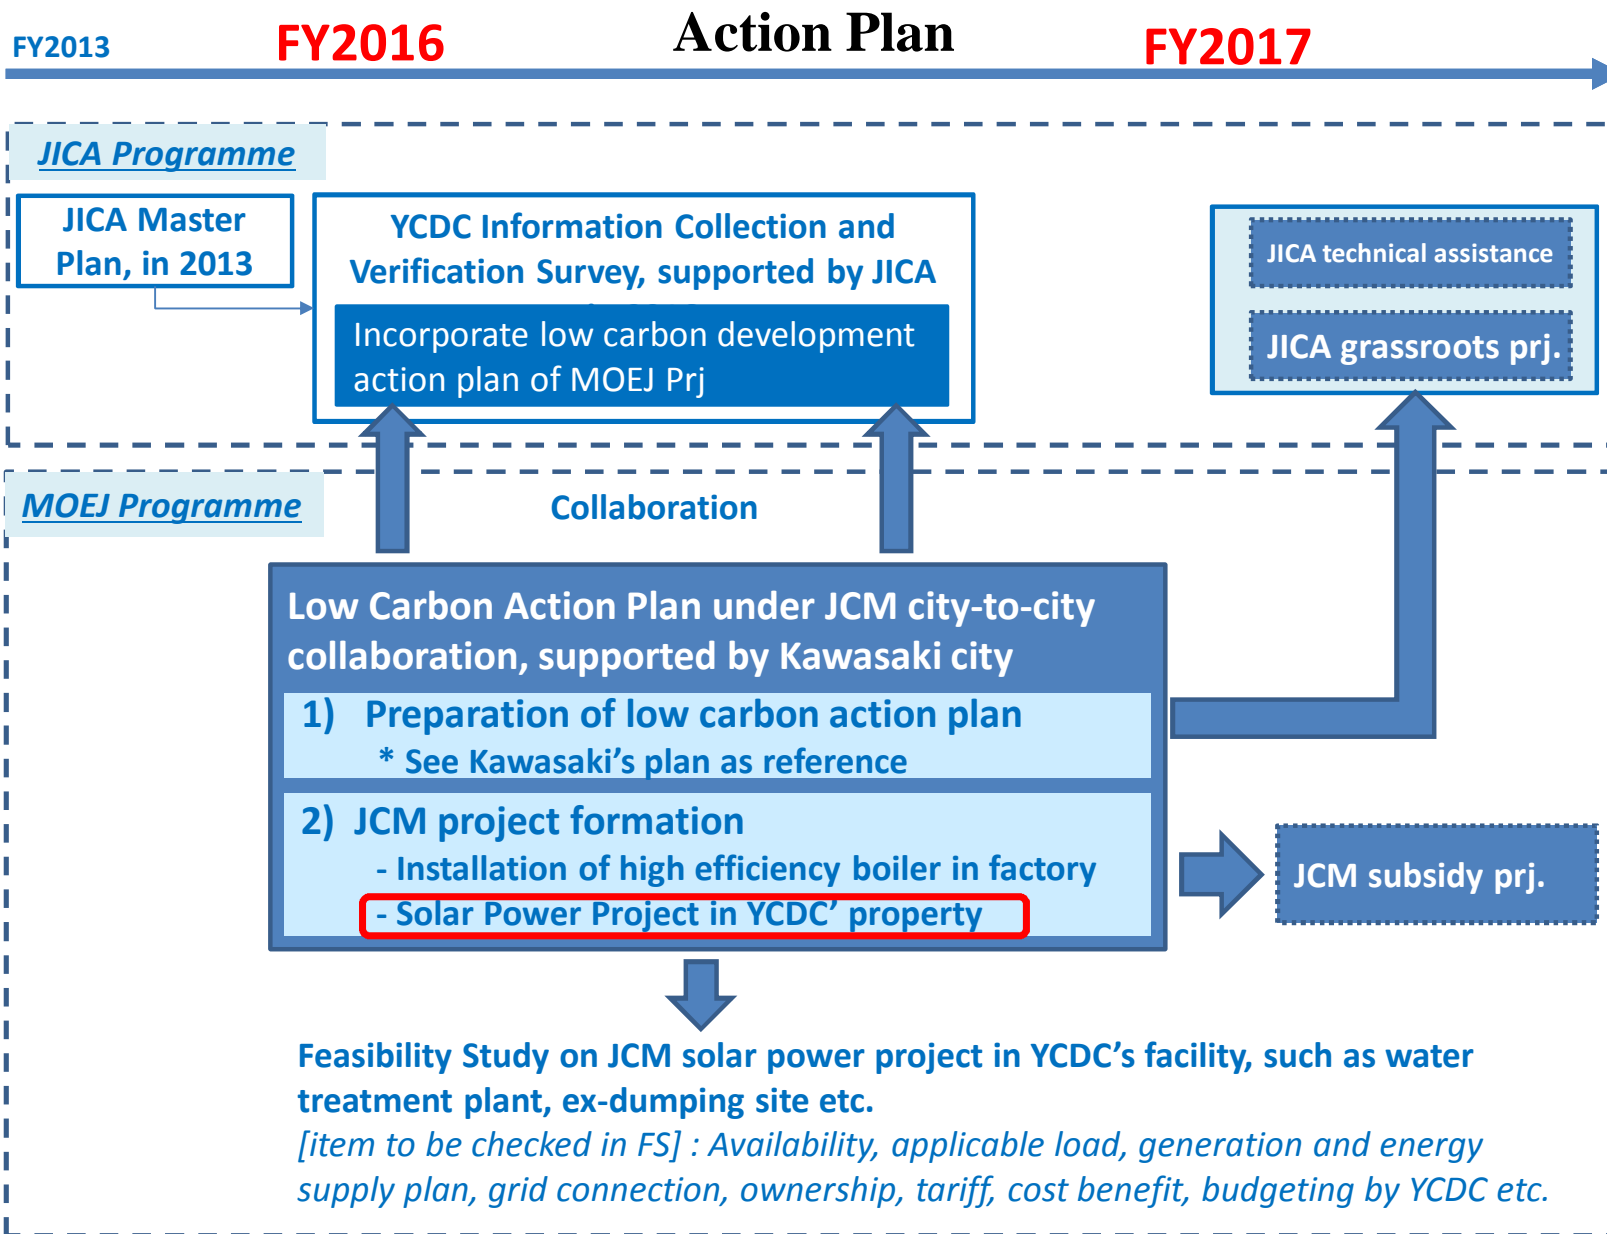 Action Plan
FY2013
FY2016
FY2017
JICA Programme
JICA Master
Plan, in 2013
YCDC Information Collection and
Verification Survey, supported by JICA
Incorporate low carbon development
action plan of MOEJ Prj
JICA technical assistance
JICA grassroots prj.
MOEJ Programme
Collaboration
Low Carbon Action Plan under JCM city-to-city
collaboration, supported by Kawasaki city
1) Preparation of low carbon action plan
* See Kawasaki’s plan as reference
2) JCM project formation
- Installation of high efficiency boiler in factory
- Solar Power Project in YCDC’ property
JCM subsidy prj.
Feasibility Study on JCM solar power project in YCDC’s facility, such as water
treatment plant, ex-dumping site etc.
[item to be checked in FS] : Availability, applicable load, generation and energy
supply plan, grid connection, ownership, tariff, cost benefit, budgeting by YCDC etc.